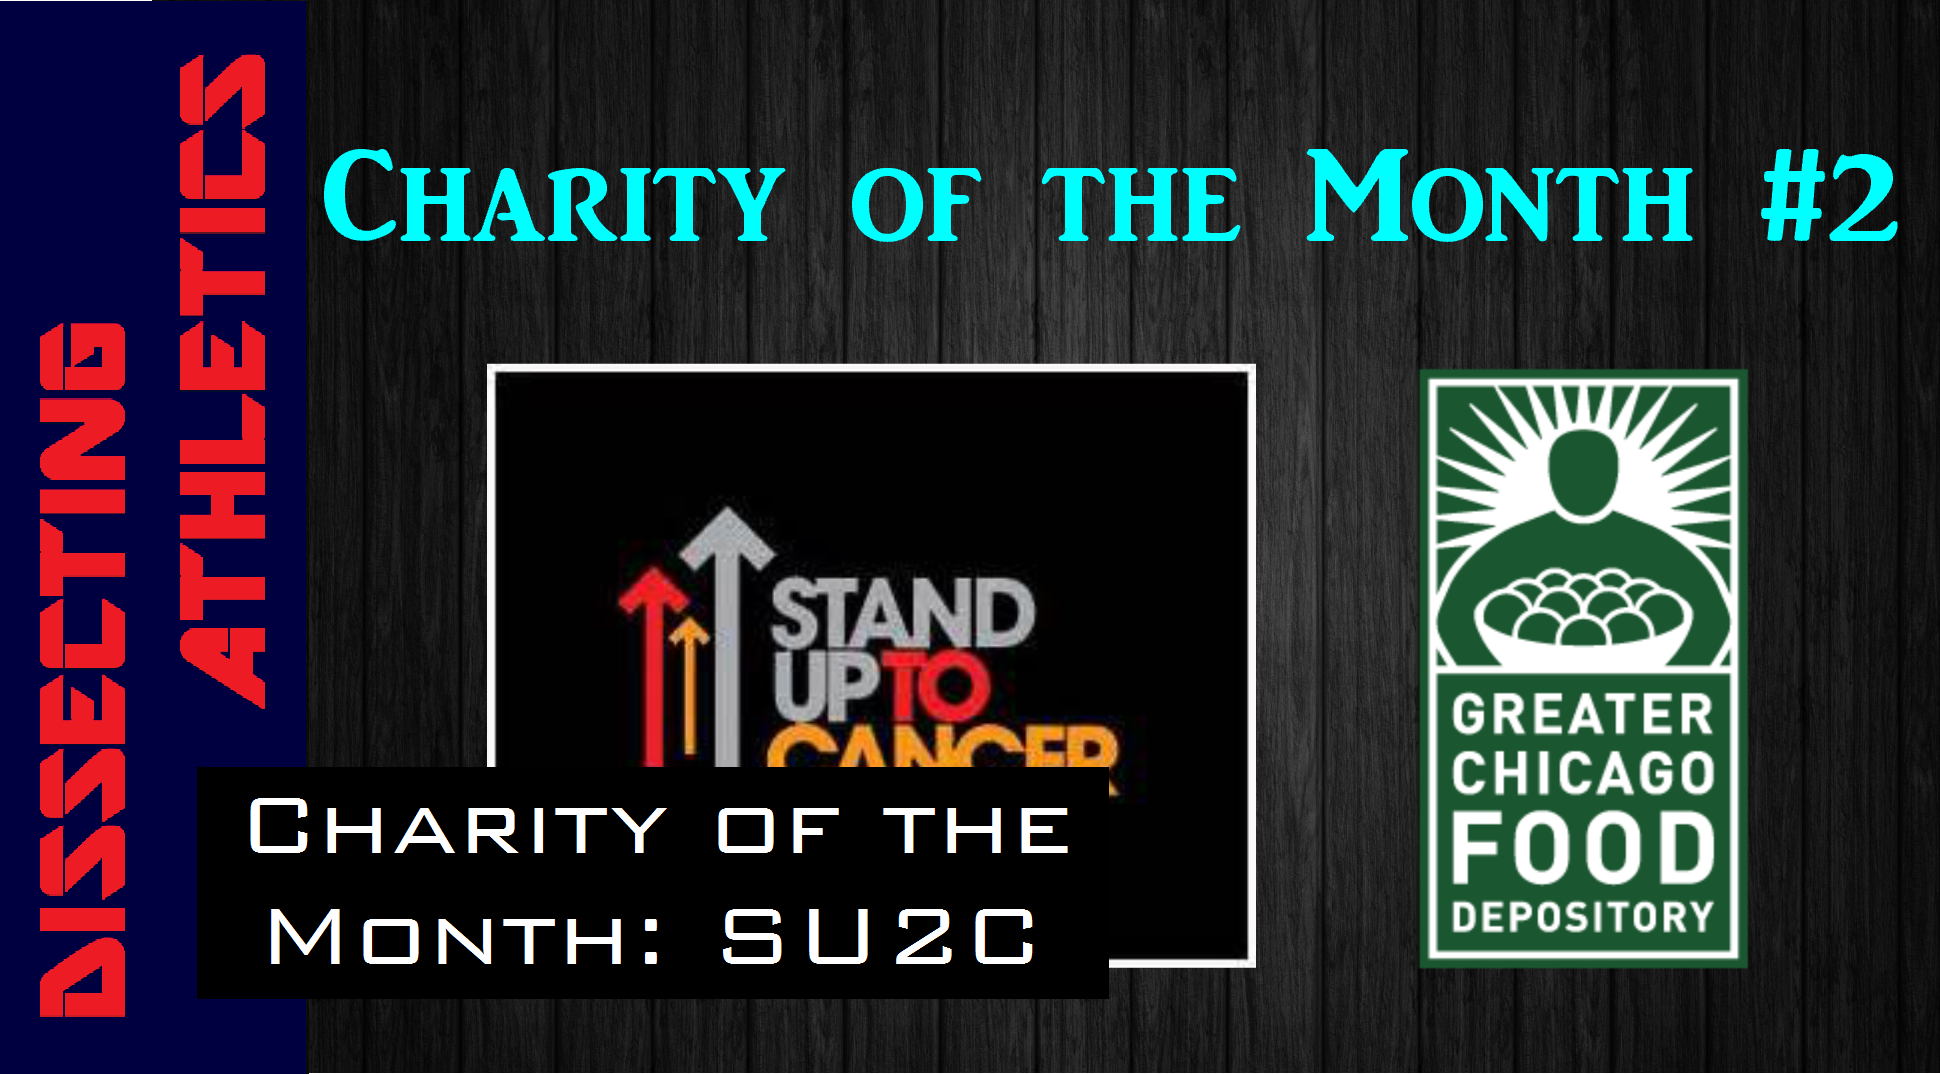 DISSECTING
ATHLETICS
CHARITY OF THE MONTH #2
STAND
UP TO
CANCER
GREATER
CHICAGO
FOOD
DEPOSITORY
CHARITY OF THE
MONTH: SU2C